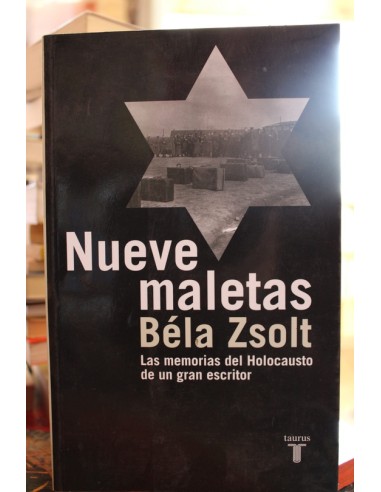 Nueve
maletas
Béla Zsolt
Las memorias del Holocausto
de un gran escritor
taurus